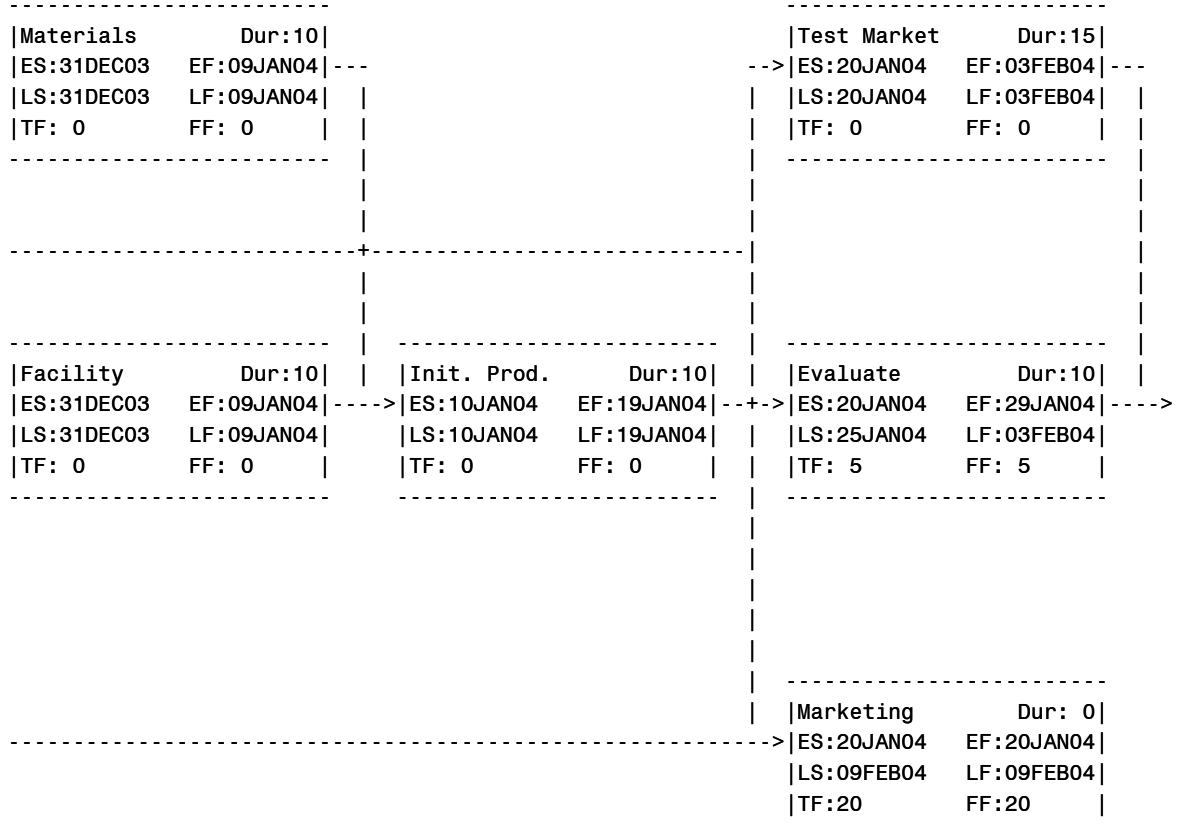 Materials Dur:10
ES:31DEC03 EF:09JAN04
LS:31DEC03 LF:09JAN04
TF: 0 FF: 0
Test Market Dur:15
ES:20JAN04 EF:03FEB04
LS:20JAN04 LF:03FEB04
TF: 0 FF: 0
Facility Dur:10
ES:31DEC03 EF:09JAN04
LS:31DEC03 LF:09JAN04
TF: 0 FF: 0
Init. Prod. Dur:10
ES:10JAN04 EF:19JAN04
LS:10JAN04 LF:19JAN04
TF: 0 FF: 0
Evaluate Dur:10
ES:20JAN04 EF:29JAN04
LS:25JAN04 LF:03FEB04
TF: 5 FF: 5
Marketing Dur: 0
ES:20JAN04 EF:20JAN04
LS:09FEB04 LF:09FEB04
TF:20 FF:20